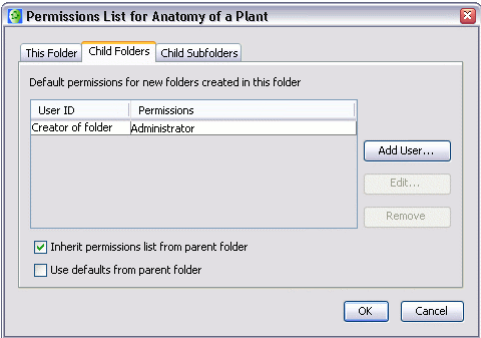 Permissions List for Anatomy of a Plant
This Folder Child Folders Child Subfolders
Default permissions for new folders created in this folder
User ID Permissions
Creator of folder Administrator
Add User...
Edit...
Remove
Inherit permissions list from parent folder
Use defaults from parent folder
OK Cancel